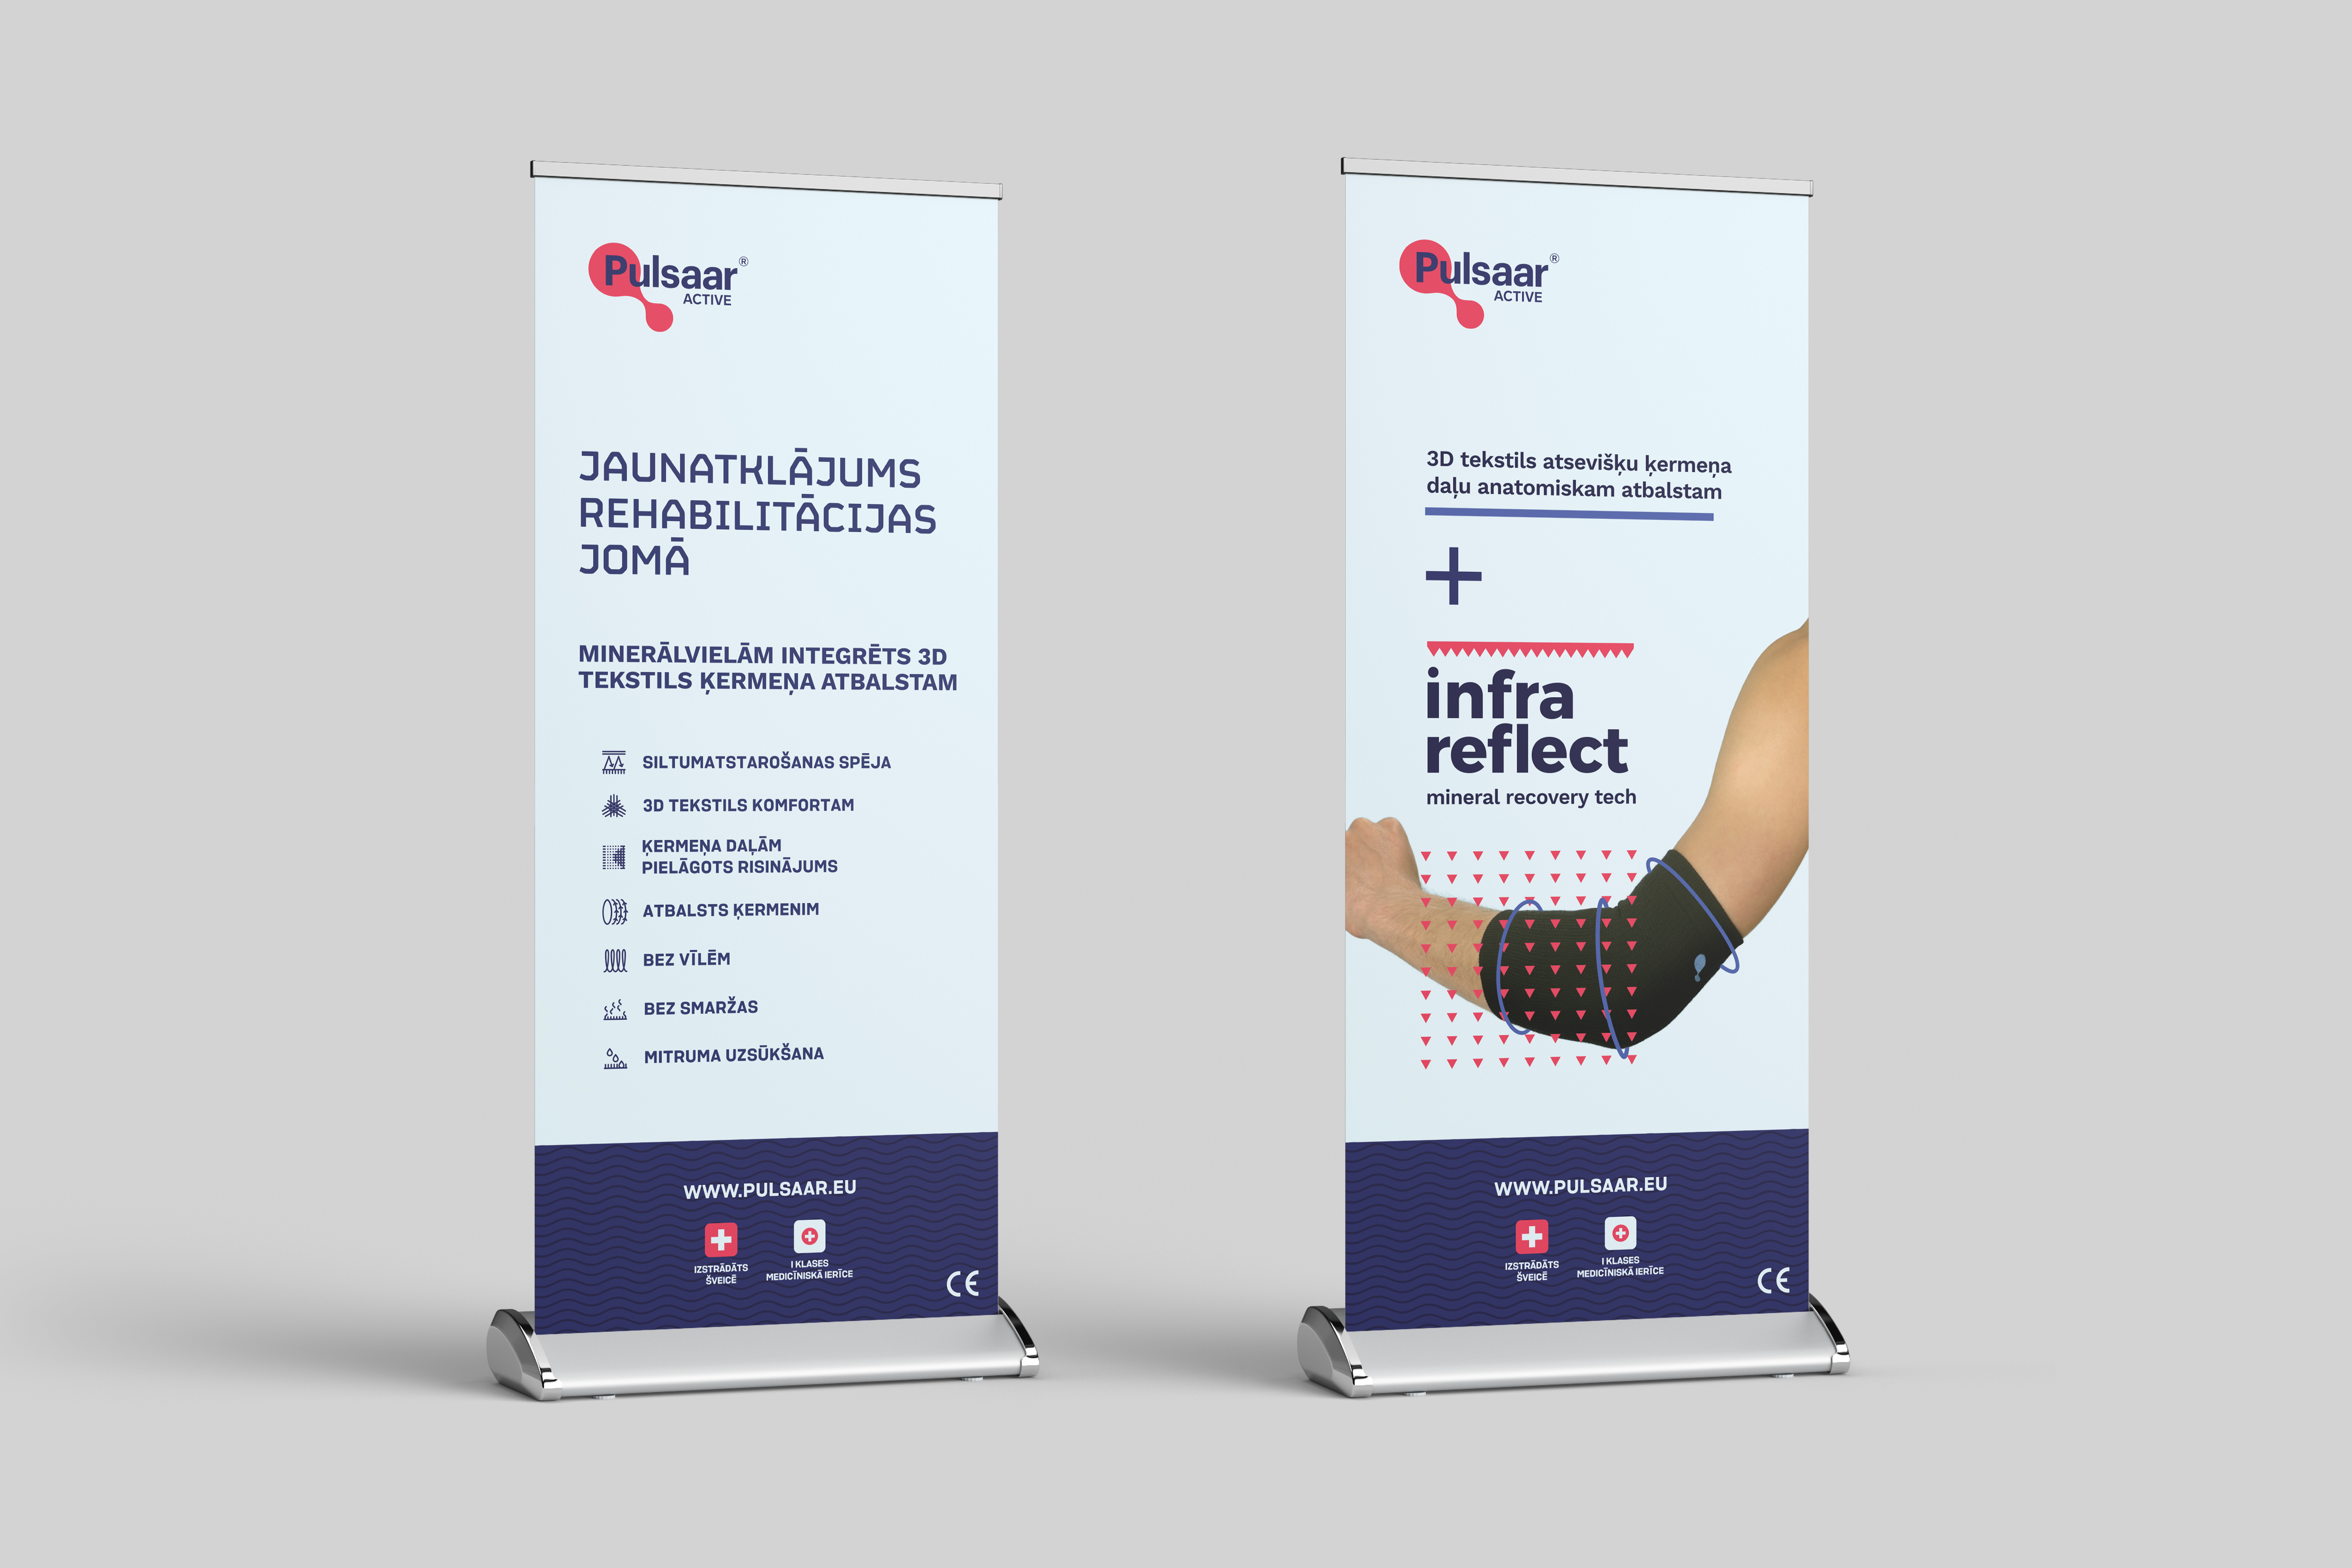 Pulsaar®
ACTIVE
JAUNATKLĀJUMS
REHABILITĀCIJAS
JOMĀ
MINERĀLVIELĀM INTEGRĒTS 3D
TEKSTILS ĶERMEŅA ATBALSTAM
SILTUMATSTAROŠANAS SPĒJA
3D TEKSTILS KOMFORTAM
ĶERMEŅA DAĻĀM
PIELĀGOTS RISINĀJUMS
ATBALSTS ĶERMENIM
BEZ VĪLĒM
BEZ SMARŽAS
MITRUMA UZSŪKŠANA
WWW.PULSAAR.EU
IZSTRĀDĀTS
ŠVEICĒ
I KLASES
MEDICĪNISKĀ IERĪCE
CE
Pulsaar®
ACTIVE
3D tekstils atsevišķu ķermeņa
daļu anatomiskam atbalstam
+
infra
reflect
mineral recovery tech
WWW.PULSAAR.EU
IZSTRĀDĀTS
ŠVEICĒ
I KLASES
MEDICĪNISKĀ IERĪCE
CE